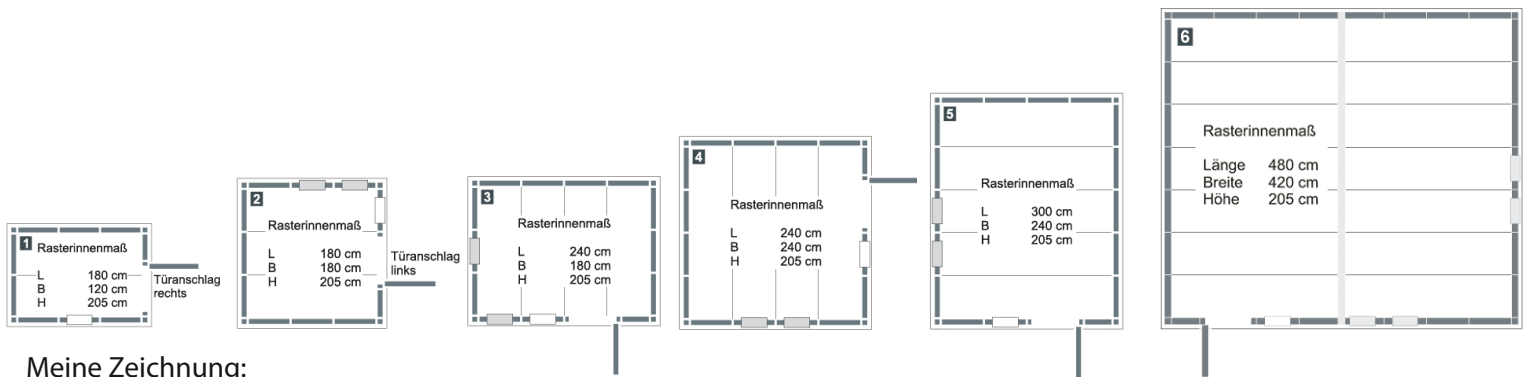 1 Rasterinnenmaß
L 180 cm
B 120 cm
H 205 cm
Türanschlag
rechts
2
Rasterinnenmaß
L 180 cm
B 180 cm
H 205 cm
Türanschlag
links
3
Rasterinnenmaß
L 240 cm
B 180 cm
H 205 cm
4
Rasterinnenmaß
L 240 cm
B 240 cm
H 205 cm
5
Rasterinnenmaß
L 300 cm
B 240 cm
H 205 cm
6
Rasterinnenmaß
Länge 480 cm
Breite 420 cm
Höhe 205 cm
Meine Zeichnung: